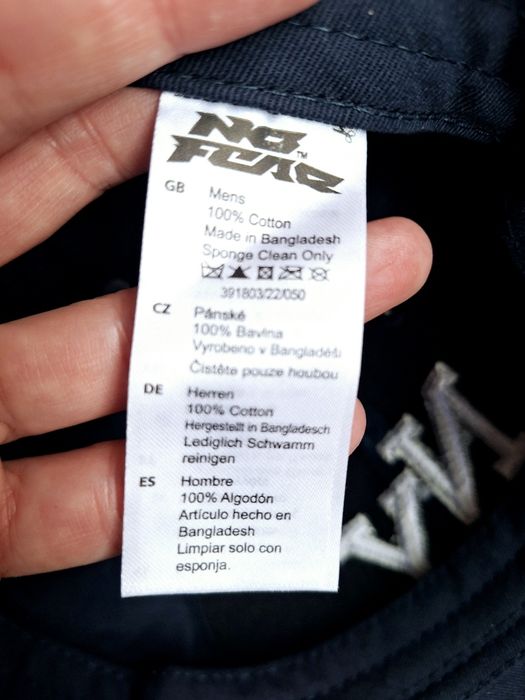 NO
FEAR™
GB Mens
100% Cotton
Made in Bangladesh
Sponge Clean Only
391803/22/050
CZ Pánské
100% Bavlna
Vyrobeno v Bangladéši
Čistěte pouze houbou
DE Herren
100% Cotton
Hergestellt in Bangladesch
Lediglich Schwamm
reinigen
ES Hombre
100% Algodón
Artículo hecho en
Bangladesh
Limpiar solo con
esponja.